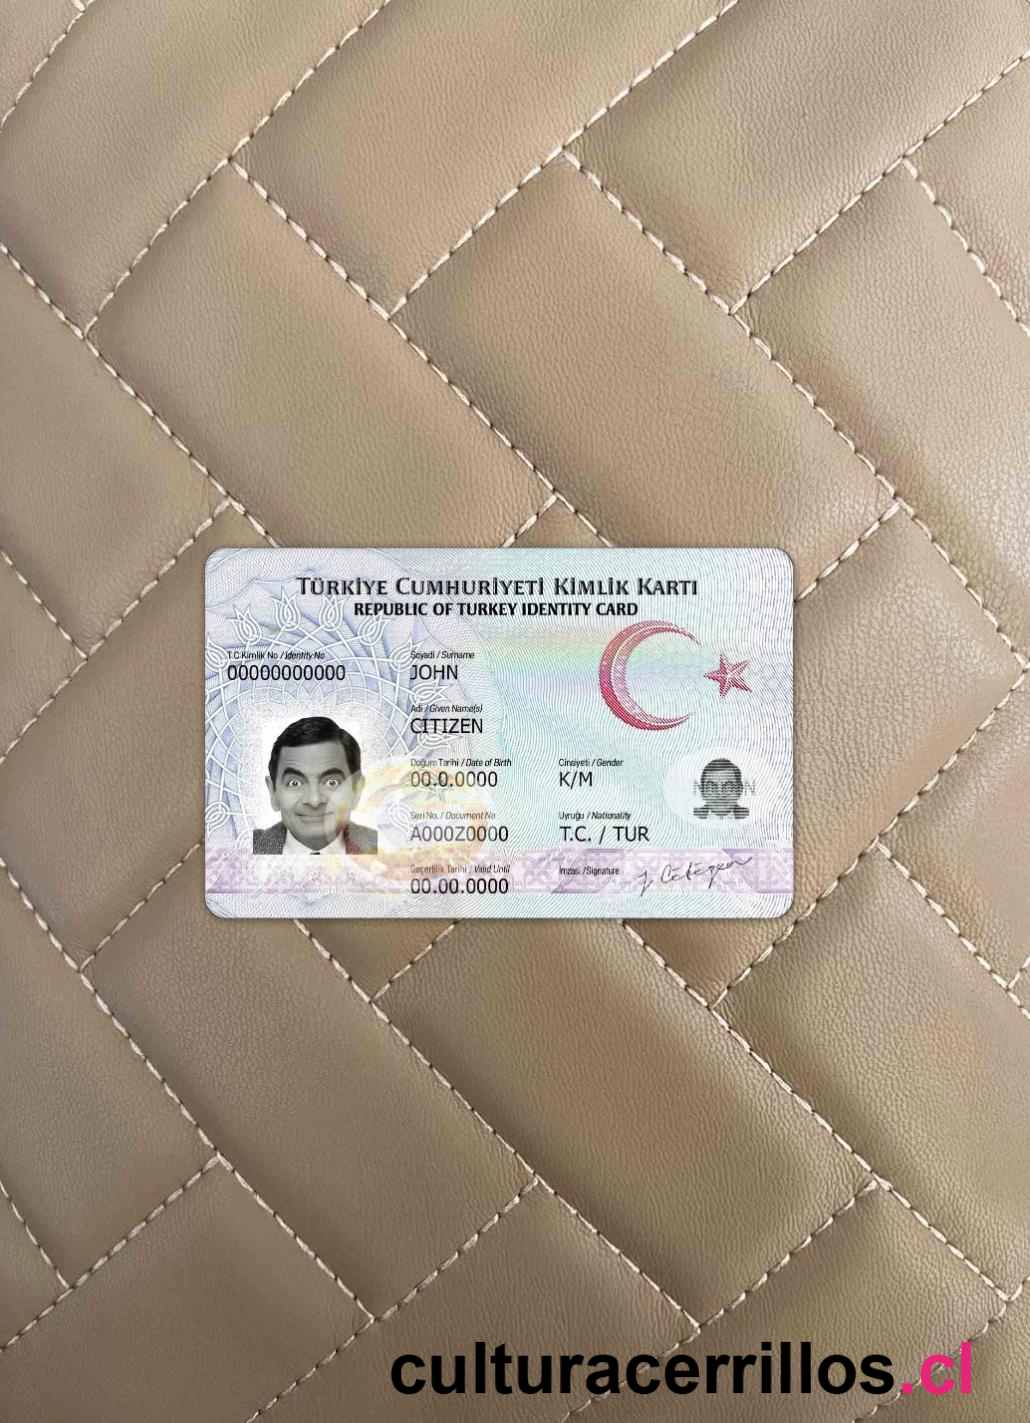 TÜRKİYE CUMHURİYETİ KİMLİK KARTI
REPUBLIC OF TURKEY IDENTITY CARD
T.C Kimlik No / Identity No
00000000000
Soyadı / Surname
JOHN
Adı / Given Name(s)
CITIZEN
Doğum Tarihi / Date of Birth
00.0.0000
Cinsiyeti / Gender
K/M
Seri No. / Document No
A000Z0000
Uyruğu / Nationality
T.C. / TUR
Geçerlilik Tarihi / Valid Until
00.00.0000
İmzası / Signature
culturacerrillos.cl